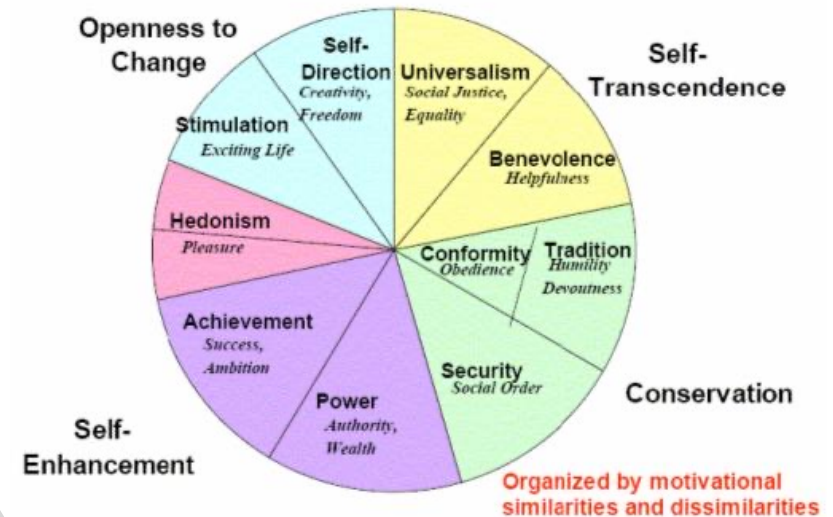 Openness to
Change
Self-
Transcendence
Self-
Direction
Creativity,
Freedom
Universalism
Social Justice,
Equality
Stimulation
Exciting Life
Benevolence
Helpfulness
Hedonism
Pleasure
Conformity
Obedience
Tradition
Humility
Devoutness
Achievement
Success,
Ambition
Security
Social Order
Power
Authority,
Wealth
Conservation
Self-
Enhancement
Organized by motivational
similarities and dissimilarities